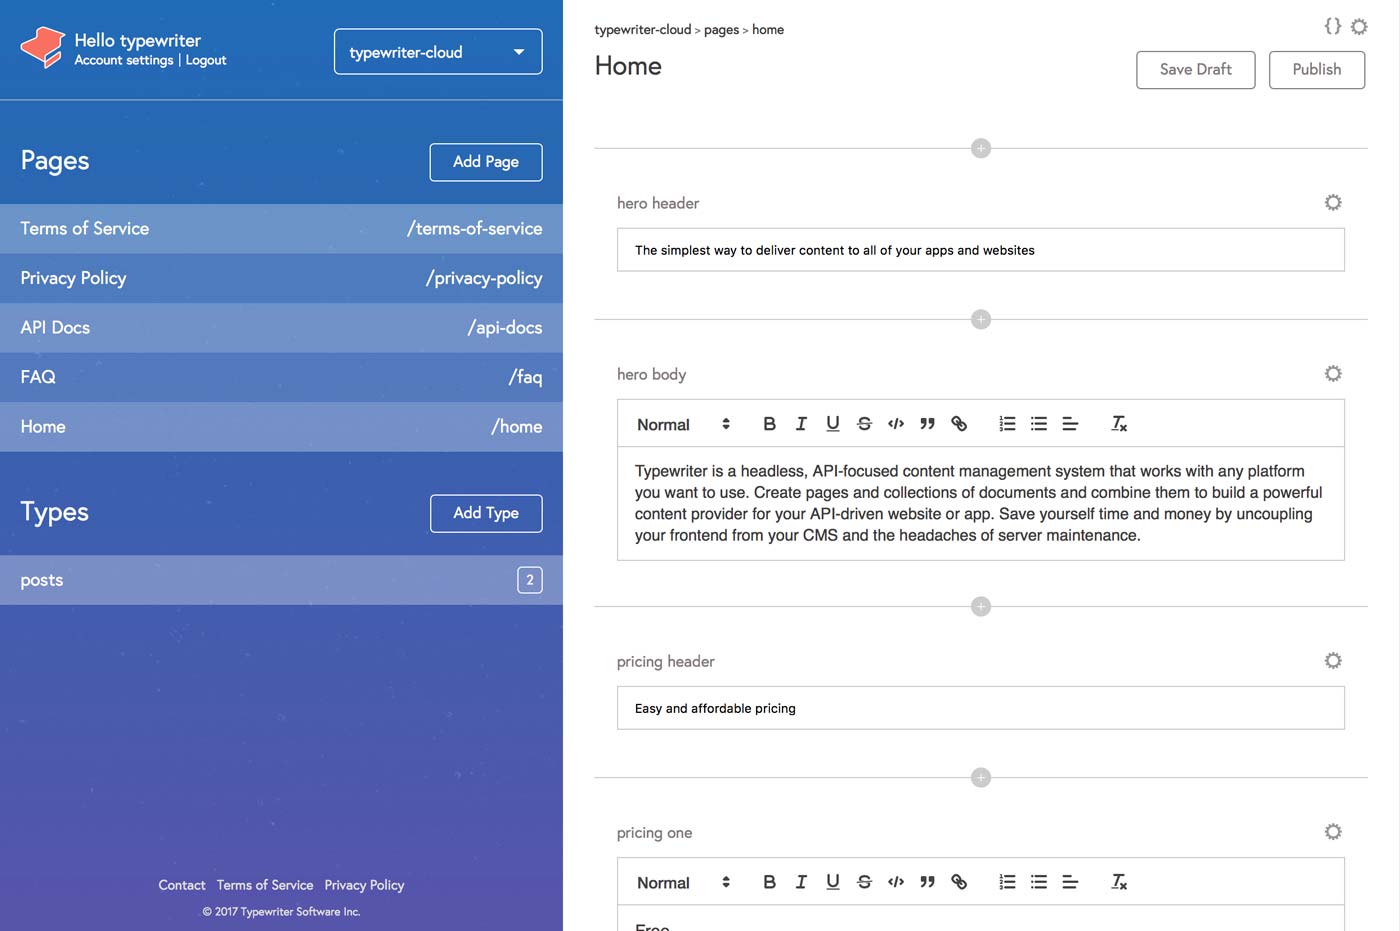 Hello typewriter
Account settings | Logout
typewriter-cloud
Pages
Add Page
Terms of Service /terms-of-service
Privacy Policy /privacy-policy
API Docs /api-docs
FAQ /faq
Home /home
Types
Add Type
posts 2
Contact Terms of Service Privacy Policy
© 2017 Typewriter Software Inc.
typewriter-cloud > pages > home
{}
Home
Save Draft Publish
+
hero header
The simplest way to deliver content to all of your apps and websites
+
hero body
Normal B I U S </> ” Tx
Typewriter is a headless, API-focused content management system that works with any platform
you want to use. Create pages and collections of documents and combine them to build a powerful
content provider for your API-driven website or app. Save yourself time and money by uncoupling
your frontend from your CMS and the headaches of server maintenance.
+
pricing header
Easy and affordable pricing
+
pricing one
Normal B I U S </> ” Tx
Free